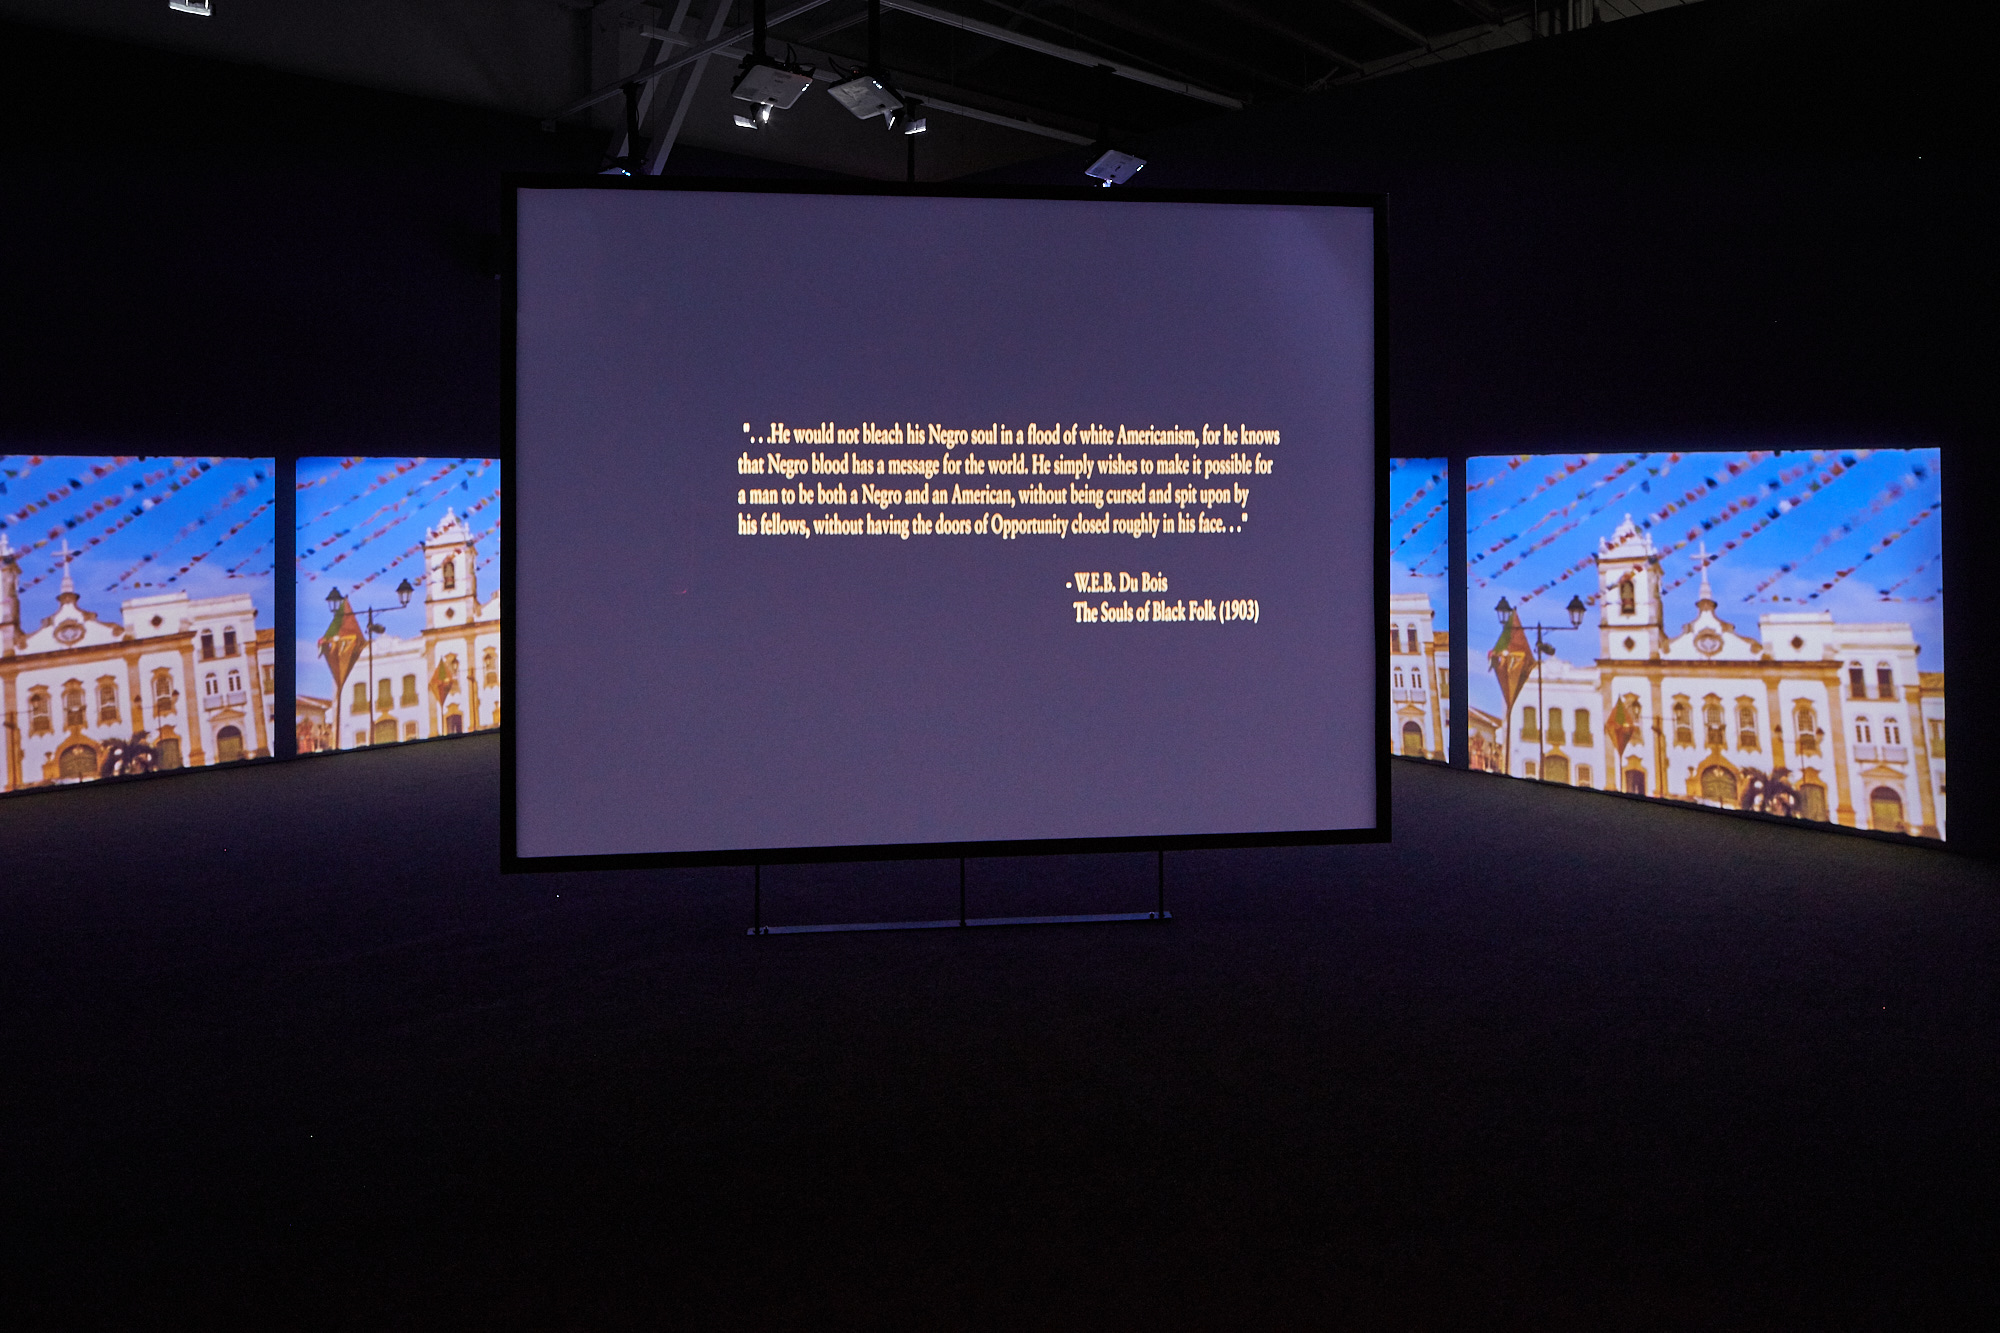 ". . .He would not bleach his Negro soul in a flood of white Americanism, for he knows
that Negro blood has a message for the world. He simply wishes to make it possible for
a man to be both a Negro and an American, without being cursed and spit upon by
his fellows, without having the doors of Opportunity closed roughly in his face. . ."
- W.E.B. Du Bois
The Souls of Black Folk (1903)